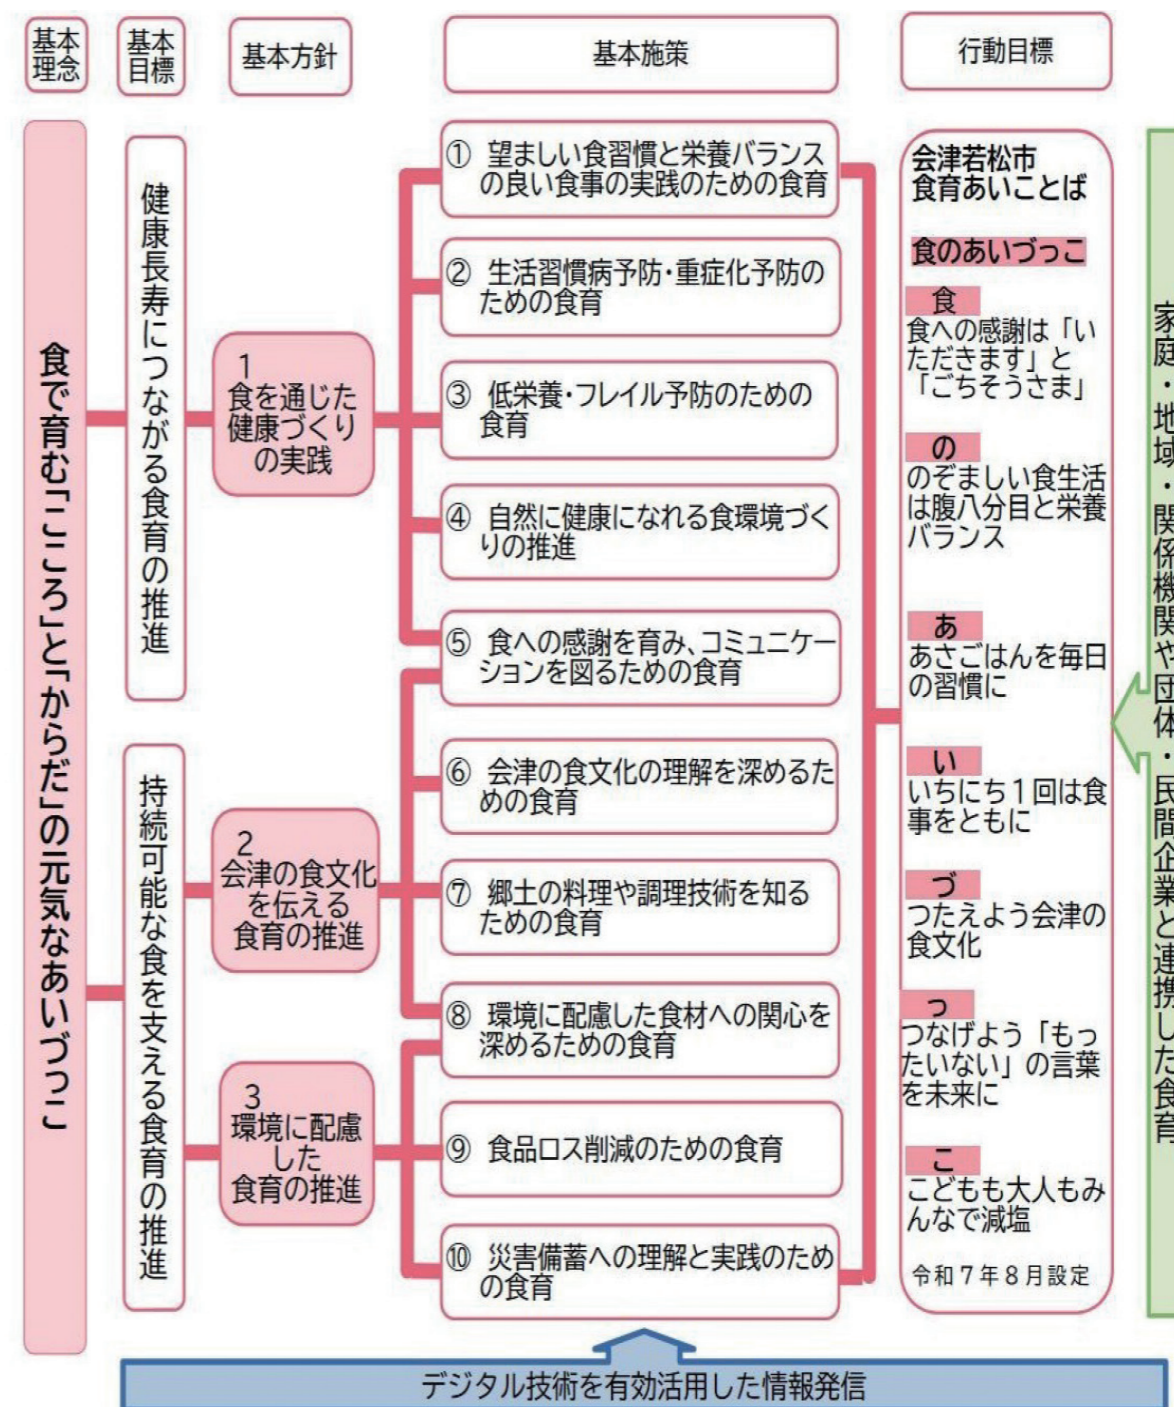 基本
理念
基本
目標
基本方針
基本施策
行動目標
食で育む「こころ」と「からだ」の元気なあいづっこ
健康長寿につながる食育の推進
持続可能な食を支える食育の推進
1
食を通じた
健康づくり
の実践
2
会津の食文化
を伝える
食育の推進
3
環境に配慮
した
食育の推進
① 望ましい食習慣と栄養バランス
の良い食事の実践のための食育
② 生活習慣病予防・重症化予防の
ための食育
③ 低栄養・フレイル予防のための
食育
④ 自然に健康になれる食環境づく
りの推進
⑤ 食への感謝を育み、コミュニケー
ションを図るための食育
⑥ 会津の食文化の理解を深めるた
めの食育
⑦ 郷土の料理や調理技術を知る
ための食育
⑧ 環境に配慮した食材への関心を
深めるための食育
⑨ 食品ロス削減のための食育
⑩ 災害備蓄への理解と実践のため
の食育
会津若松市
食育あいことば
食のあいづっこ
食
食への感謝は「い
ただきます」と
「ごちそうさま」
の
のぞましい食生活
は腹八分目と栄養
バランス
あ
あさごはんを毎日
の習慣に
い
いちにち１回は食
事をともに
づ
つたえよう会津の
食文化
っ
つなげよう「もっ
たいない」の言葉
を未来に
こ
こどもも大人もみ
んなで減塩
令和７年８月設定
家庭・地域・関係機関や団体・民間企業と連携した食育
デジタル技術を有効活用した情報発信